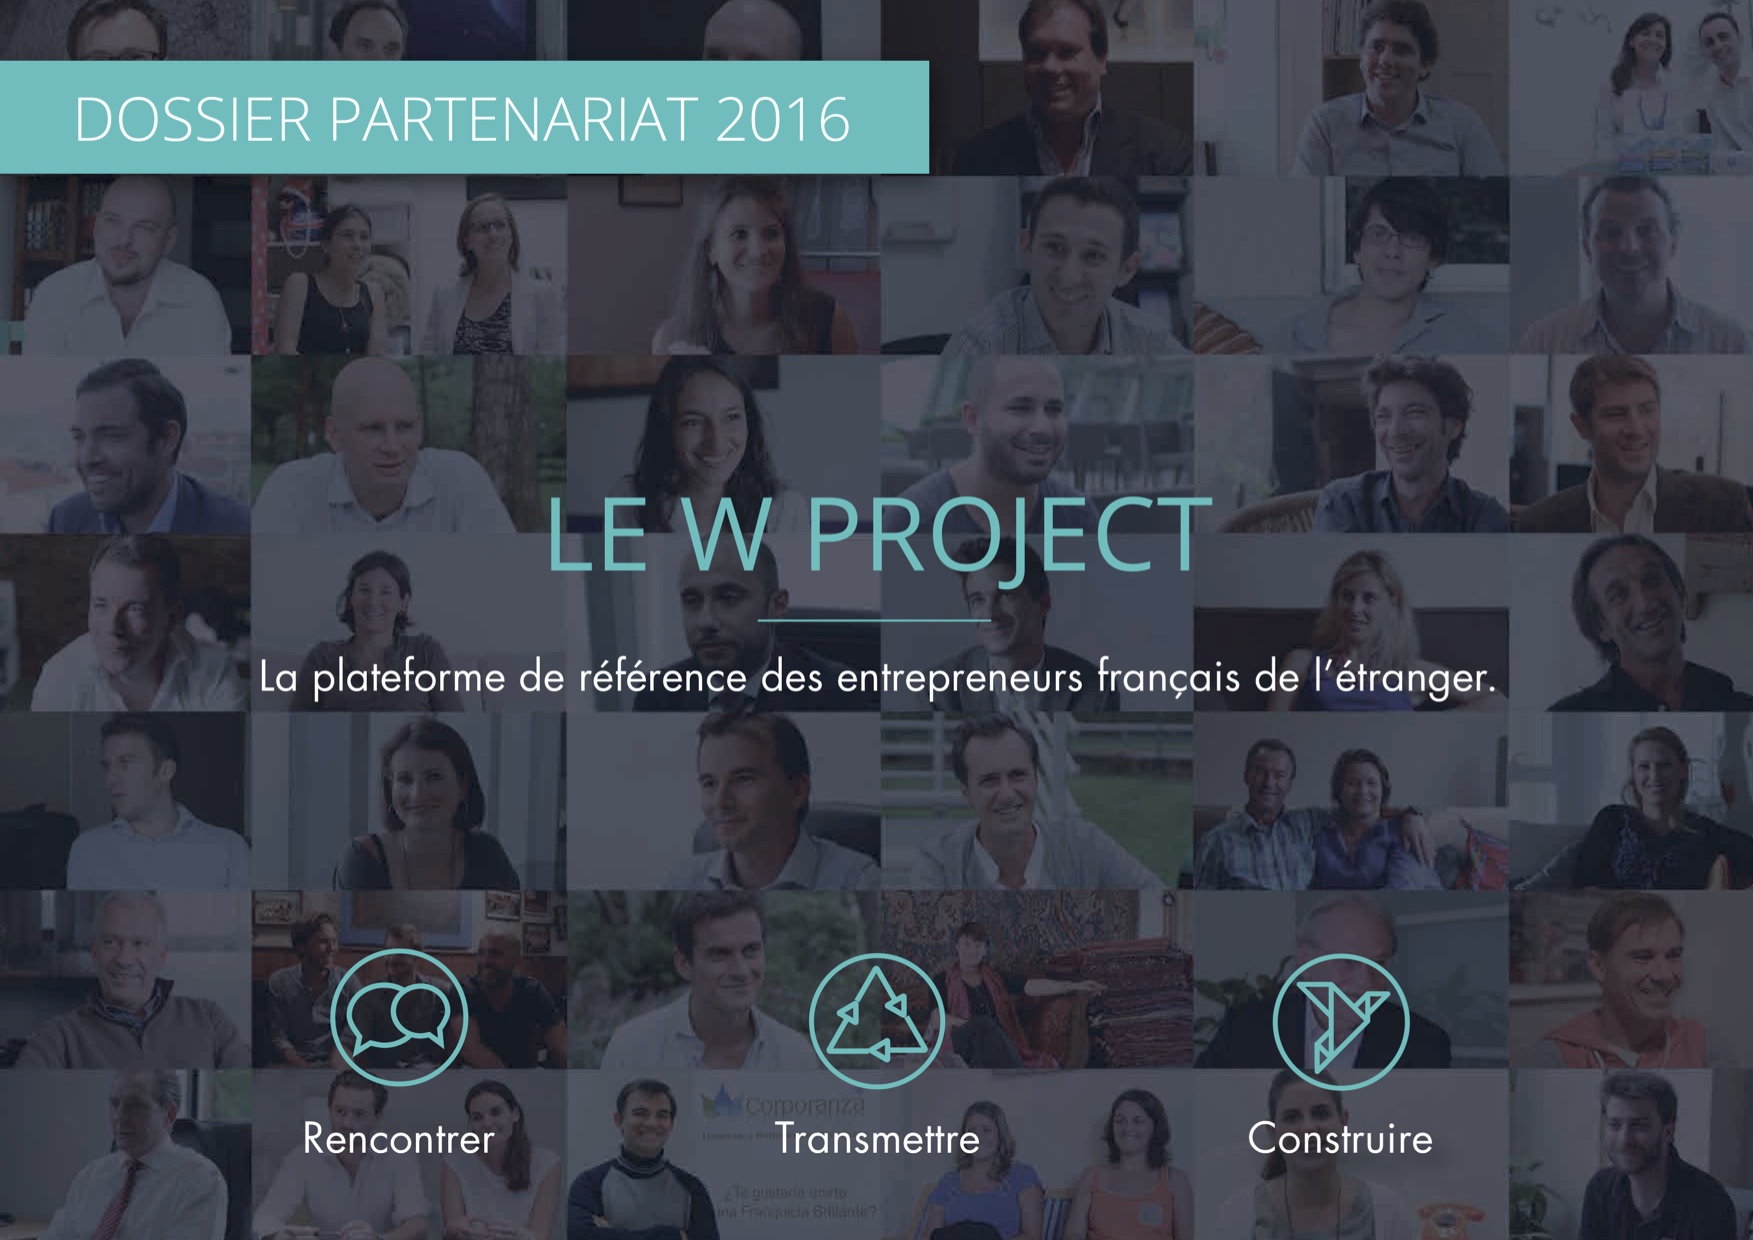 DOSSIER PARTENARIAT 2016
LE W PROJECT
La plateforme de référence des entrepreneurs français de l'étranger.
Rencontrer
Transmettre
Construire
Corporanza
¿Te gustaría unirte
una Franquicia Brillante?